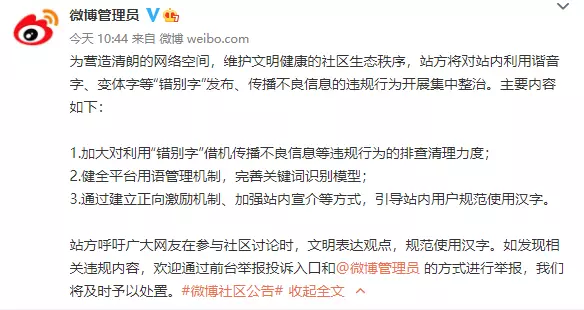 微博管理员
今天 10:44 来自 微博 weibo.com
为营造清朗的网络空间，维护文明健康的社区生态秩序，站方将对站内利用谐音
字、变体字等“错别字”发布、传播不良信息的违规行为开展集中整治。主要内容
如下：
1.加大对利用“错别字”借机传播不良信息等违规行为的排查清理力度；
2.健全平台用语管理机制，完善关键词识别模型；
3.通过建立正向激励机制、加强站内宣介等方式，引导站内用户规范使用汉字。
站方呼吁广大网友在参与社区讨论时，文明表达观点，规范使用汉字。如发现相
关违规内容，欢迎通过前台举报投诉入口和@微博管理员 的方式进行举报，我们
将及时予以处置。#微博社区公告# 收起全文